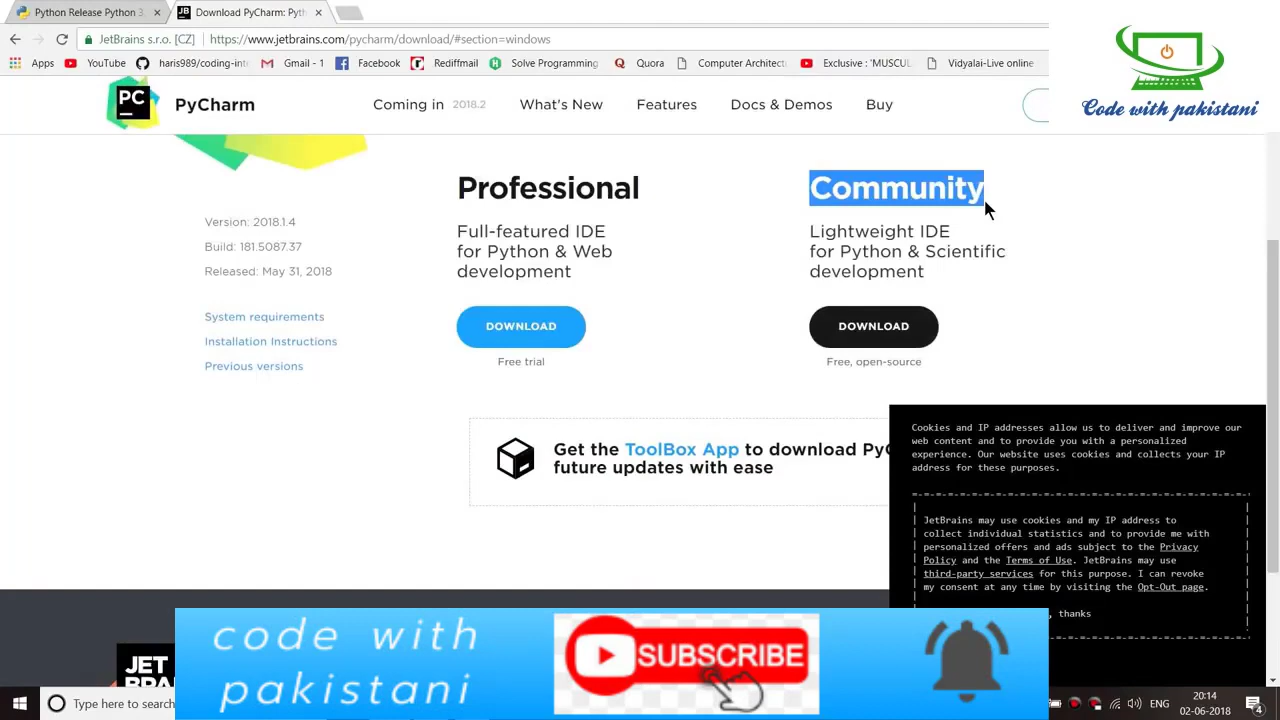 Python Release Python 3.
JB
Download PyCharm: Python
JetBrains s.r.o. [CZ]
https://www.jetbrains.com/pycharm/download/#section=windows
Apps
YouTube
haris989/coding-inte
Gmail - 1
Facebook
Rediffmail
Solve Programming
Quora
Computer Architect
Exclusive: 'MUSCUL
Vidyalai-Online
PC
PyCharm
Coming in 2018.2
What's New
Features
Docs & Demos
Buy
Code with pakistani
Version: 2018.1.4
Build: 181.5087.37
Released: May 31, 2018
System requirements
Installation Instructions
Previous versions
Professional
Full-featured IDE
for Python & Web
development
DOWNLOAD
Free trial
Community
Lightweight IDE
for Python & Scientific
development
DOWNLOAD
Free, open-source
Get the ToolBox App to download PyC
future updates with ease
Cookies and IP addresses allow us to deliver and improve our
web content and to provide you with a personalized
experience. Our website uses cookies and collects your IP
address for these purposes.
JetBrains may use cookies and my IP address to
collect individual statistics and to provide me with
personalized offers and ads subject to the Privacy
Policy and the Terms of Use. JetBrains may use
third-party services for this purpose. I can revoke
my consent at any time by visiting the Opt-Out page.
, thanks
JET
BRA
code with
pakistani
SUBSCRIBE
Type here to search
ENG
20:14
02-06-2018
4